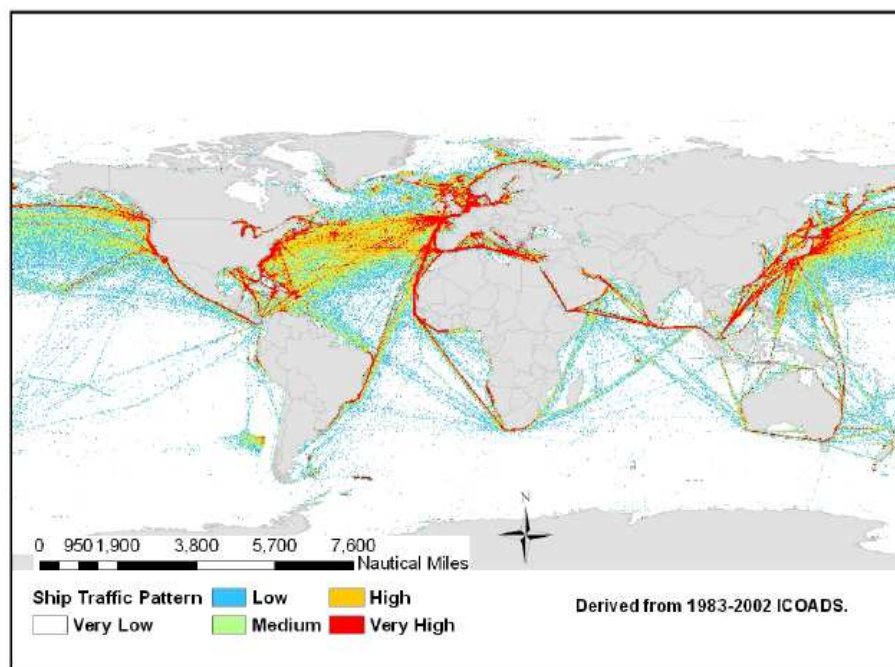 N
0 950 1,900 3,800 5,700 7,600
Nautical Miles
Ship Traffic Pattern Low High
Very Low Medium Very High
Derived from 1983-2002 ICOADS.